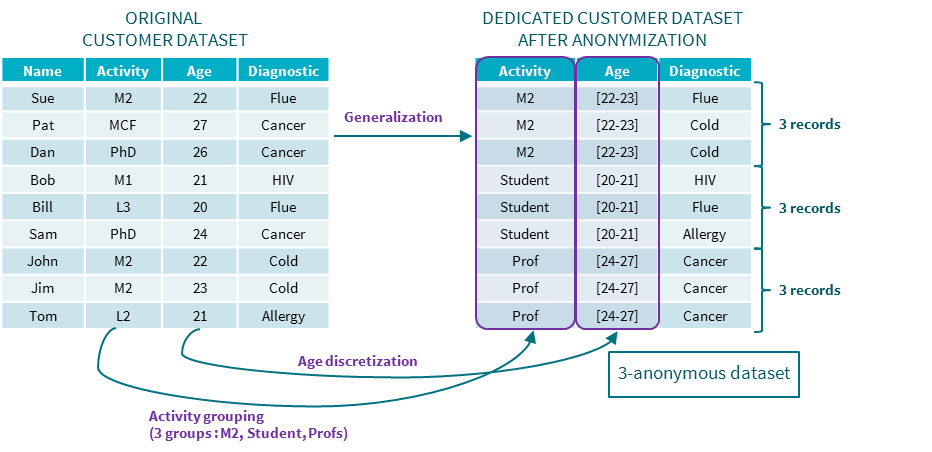 ORIGINAL
CUSTOMER DATASET
DEDICATED CUSTOMER DATASET
AFTER ANONYMIZATION
Name Activity Age Diagnostic
Sue M2 22 Flue
Pat MCF 27 Cancer
Dan PhD 26 Cancer
Bob M1 21 HIV
Bill L3 20 Flue
Sam PhD 24 Cancer
John M2 22 Cold
Jim M2 23 Cold
Tom L2 21 Allergy
Generalization
Activity Age Diagnostic
M2 [22-23] Flue
M2 [22-23] Cold
M2 [22-23] Cold
Student [20-21] HIV
Student [20-21] Flue
Student [20-21] Allergy
Prof [24-27] Cancer
Prof [24-27] Cancer
Prof [24-27] Cancer
3 records
3 records
3 records
Age discretization
3-anonymous dataset
Activity grouping
(3 groups : M2, Student, Profs)